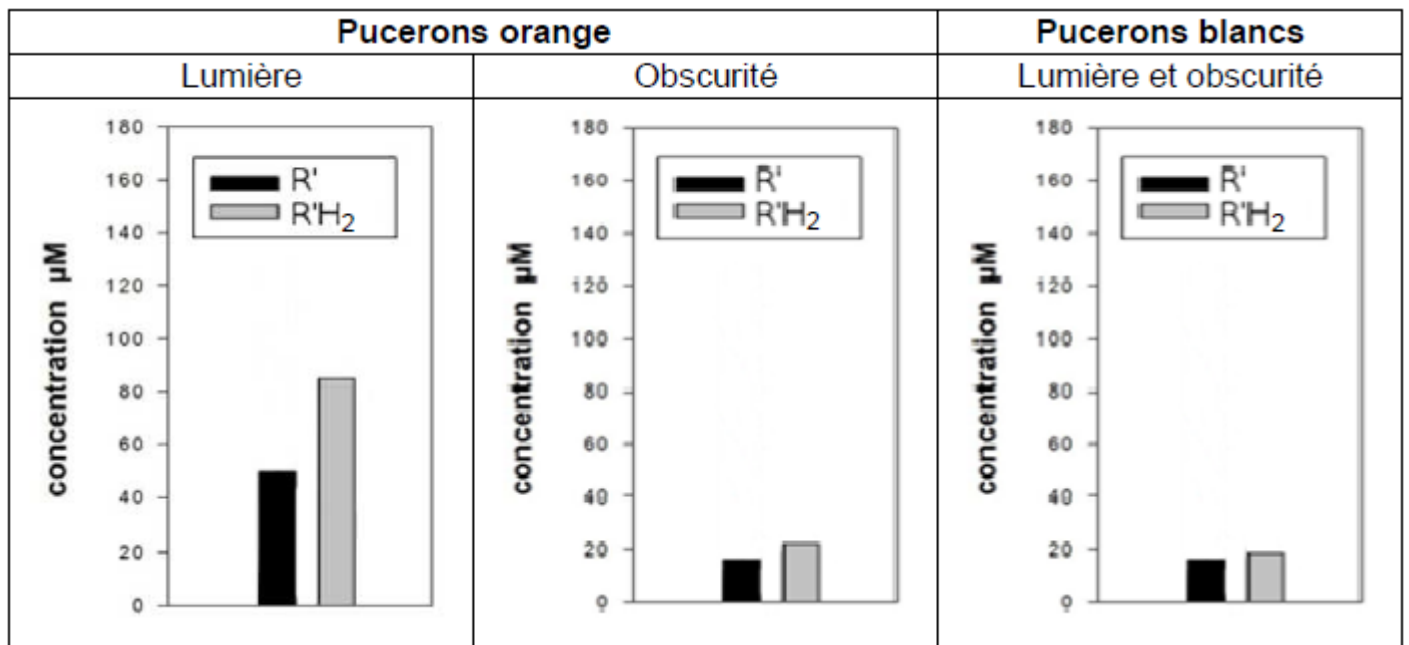 Pucerons orange
Pucerons blancs
Lumière
Obscurité
Lumière et obscurité
concentration µM
180
160
140
120
100
80
60
40
20
0
R'
R'H2
concentration µM
180
160
140
120
100
80
60
40
20
0
R'
R'H2
concentration µM
180
160
140
120
100
80
60
40
20
0
R'
R'H2